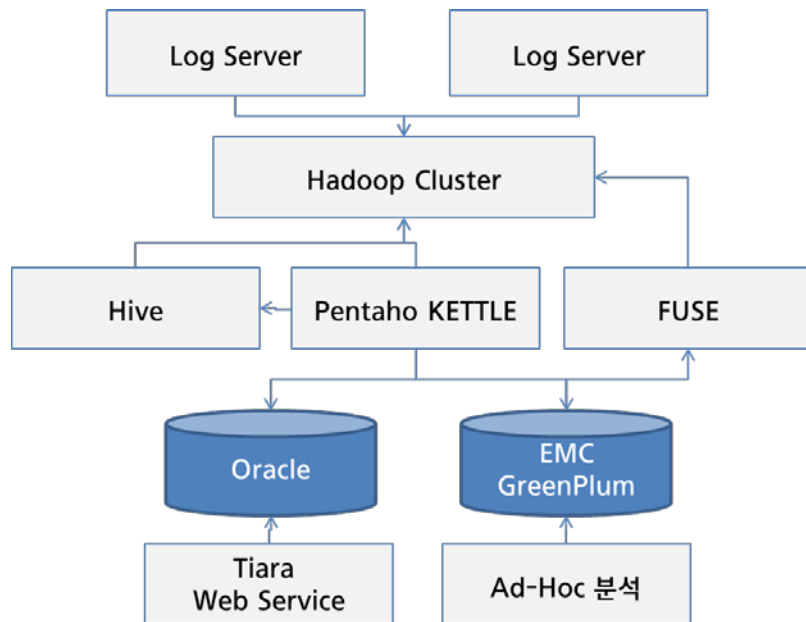 Log Server
Log Server
Hadoop Cluster
Hive
Pentaho KETTLE
FUSE
Oracle
EMC
GreenPlum
Tiara
Web Service
Ad-Hoc 분석